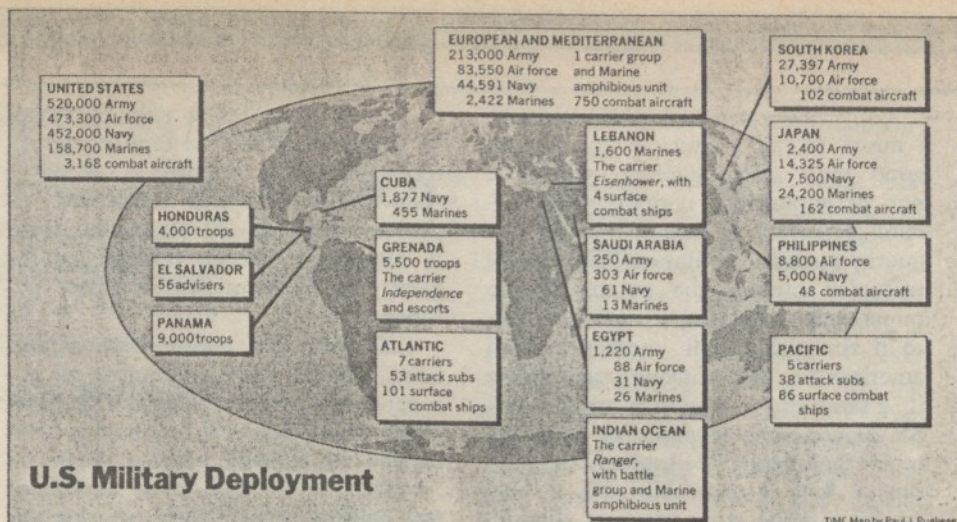 EUROPEAN AND MEDITERRANEAN
213,000 Army
83,550 Air force
44,591 Navy
2,422 Marines
1 carrier group
and Marine
amphibious unit
750 combat aircraft
SOUTH KOREA
27,397 Army
10,700 Air force
102 combat aircraft
UNITED STATES
520,000 Army
473,300 Air force
452,000 Navy
158,700 Marines
3,168 combat aircraft
LEBANON
1,600 Marines
The carrier
Eisenhower, with
4 surface
combat ships
JAPAN
2,400 Army
14,325 Air force
7,500 Navy
24,200 Marines
162 combat aircraft
CUBA
1,877 Navy
455 Marines
HONDURAS
4,000 troops
GRENADA
5,500 troops
The carrier
Independence
and escorts
SAUDI ARABIA
250 Army
303 Air force
61 Navy
13 Marines
PHILIPPINES
8,800 Air force
5,000 Navy
48 combat aircraft
EL SALVADOR
56 advisers
PANAMA
9,000 troops
ATLANTIC
7 carriers
53 attack subs
101 surface
combat ships
EGYPT
1,220 Army
88 Air force
31 Navy
26 Marines
PACIFIC
5 carriers
38 attack subs
86 surface combat
ships
INDIAN OCEAN
The carrier
Ranger,
with battle
group and Marine
amphibious unit
U.S. Military Deployment
TIME Map by Paul J. Pugliese